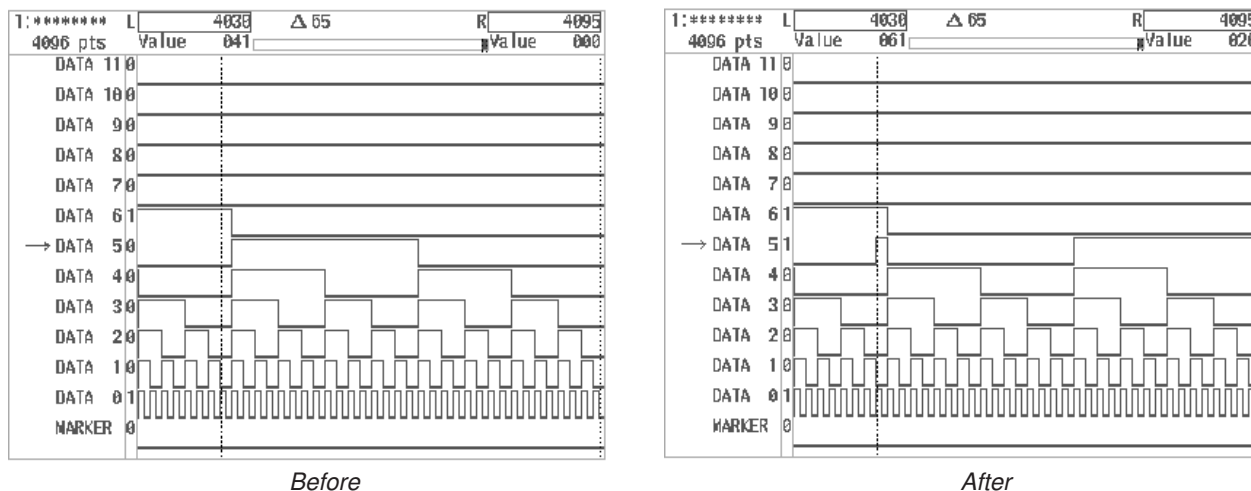 1:******** L 4030 Δ 65 R 4095
4096 pts Value 041 Value 000
DATA 11 0
DATA 10 0
DATA 9 0
DATA 8 0
DATA 7 0
DATA 6 1
→ DATA 5 0
DATA 4 0
DATA 3 0
DATA 2 0
DATA 1 0
DATA 0 1
MARKER 0
Before
1:******** L 4030 Δ 65 R 4095
4096 pts Value 061 Value 020
DATA 11 0
DATA 10 0
DATA 9 0
DATA 8 0
DATA 7 0
DATA 6 1
→ DATA 5 1
DATA 4 0
DATA 3 0
DATA 2 0
DATA 1 0
DATA 0 1
MARKER 0
After